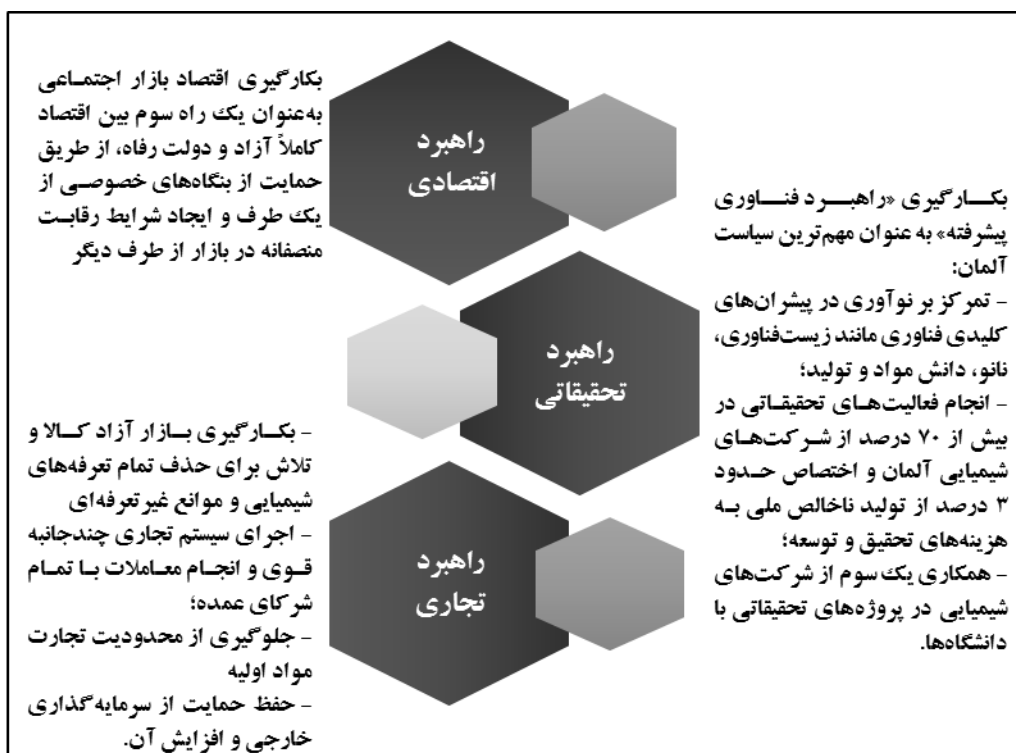 بکارگیری اقتصاد بازار اجتماعی
به‌عنوان یک راه سوم بین اقتصاد
کاملاً آزاد و دولت رفاه، از طریق
حمایت از بنگاه‌های خصوصی از
یک طرف و ایجاد شرایط رقابت
منصفانه در بازار از طرف دیگر
راهبرد
اقتصادی
بکارگیری «راهبرد فناوری
پیشرفته» به عنوان مهم‌ترین سیاست
آلمان:
- تمرکز بر نوآوری در پیشران‌های
کلیدی فناوری مانند زیست‌فناوری،
نانو، دانش مواد و تولید؛
- انجام فعالیت‌های تحقیقاتی در
بیش از ۷۰ درصد از شرکت‌های
شیمیایی آلمان و اختصاص حدود
۳ درصد از تولید ناخالص ملی به
هزینه‌های تحقیق و توسعه؛
- همکاری یک سوم از شرکت‌های
شیمیایی در پروژه‌های تحقیقاتی با
دانشگاه‌ها.
راهبرد
تحقیقاتی
- بکارگیری بازار آزاد کالا و
تلاش برای حذف تمام تعرفه‌های
شیمیایی و موانع غیرتعرفه‌ای
- اجرای سیستم تجاری چندجانبه
قوی و انجام معاملات با تمام
شرکای عمده؛
- جلوگیری از محدودیت تجارت
مواد اولیه
- حفظ حمایت از سرمایه‌گذاری
خارجی و افزایش آن.
راهبرد
تجاری